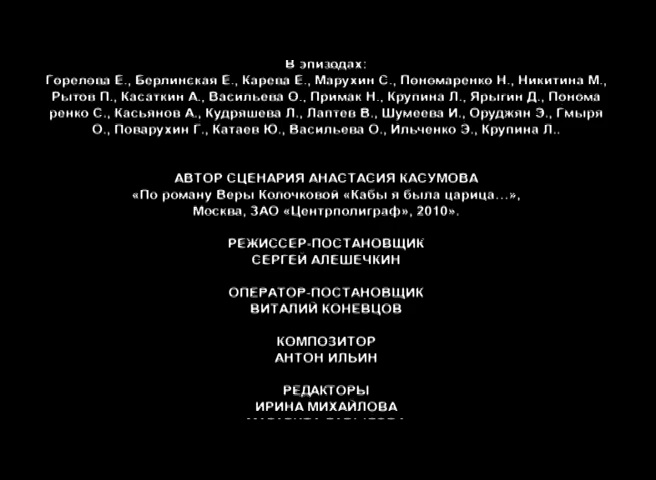 В эпизодах:
Горелова Е., Берлинская Е., Карева Е., Марухин С., Пономаренко Н., Никитина М.,
Рытов П., Касаткин А., Васильева О., Примак Н., Крупина Л., Ярыгин Д., Понома
ренко С., Касьянов А., Кудряшева Л., Лаптев В., Шумеева И., Оруджян Э., Гмыря
О., Поварухин Г., Катаев Ю., Васильева О., Ильченко Э., Крупина Л..
АВТОР СЦЕНАРИЯ АНАСТАСИЯ КАСУМОВА
«По роману Веры Колочковой «Кабы я была царица...»,
Москва, ЗАО «Центрполиграф», 2010».
РЕЖИССЕР-ПОСТАНОВЩИК
СЕРГЕЙ АЛЕШЕЧКИН
ОПЕРАТОР-ПОСТАНОВЩИК
ВИТАЛИЙ КОНЕВЦОВ
КОМПОЗИТОР
АНТОН ИЛЬИН
РЕДАКТОРЫ
ИРИНА МИХАЙЛОВА